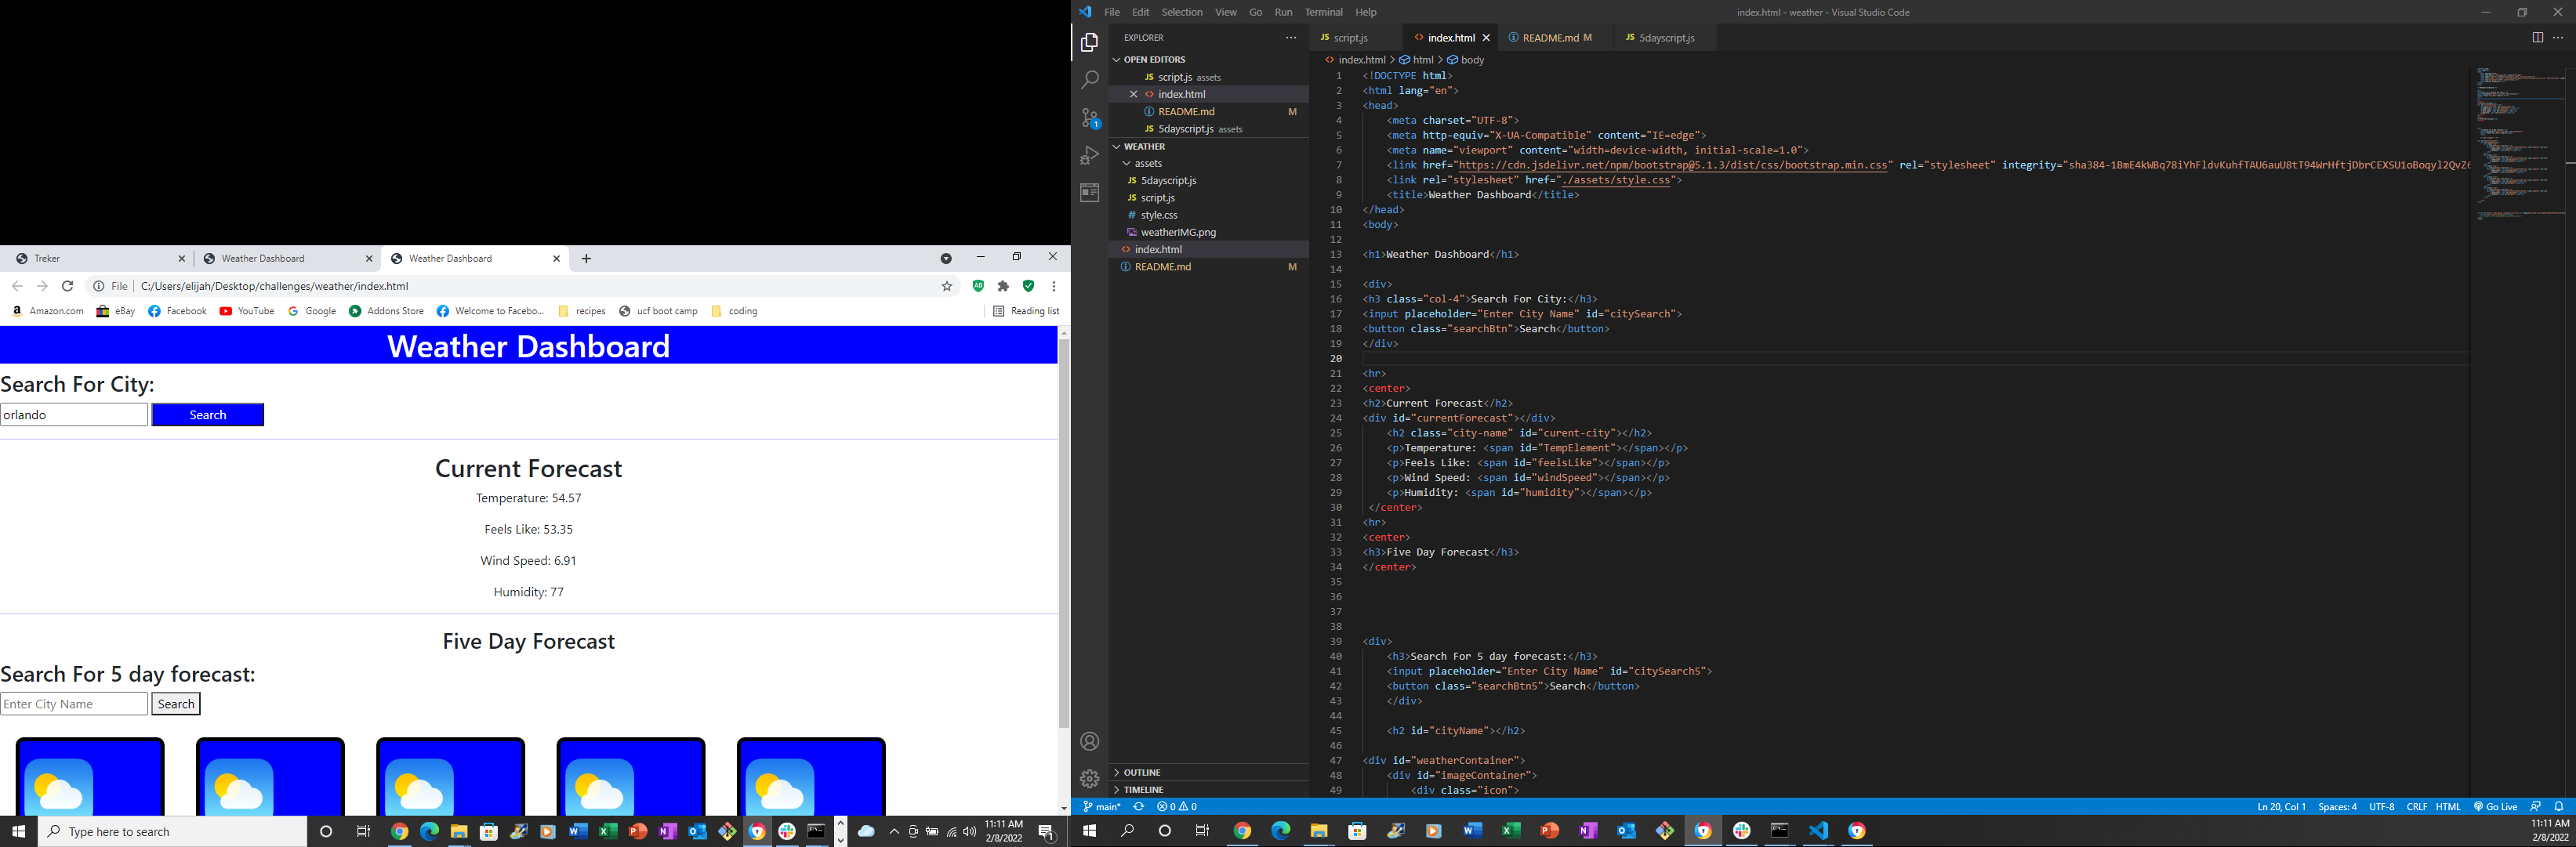 Treker
Weather Dashboard
Weather Dashboard
File
C:/Users/elijah/Desktop/challenges/weather/index.html
Amazon.com
eBay
Facebook
YouTube
Google
Addons Store
Welcome to Facebo...
recipes
ucf boot camp
coding
Reading list
Weather Dashboard
Search For City:
orlando
Search
Current Forecast
Temperature: 54.57
Feels Like: 53.35
Wind Speed: 6.91
Humidity: 77
Five Day Forecast
Search For 5 day forecast:
Enter City Name
Search
Type here to search
11:11 AM
2/8/2022
File Edit Selection View Go Run Terminal Help
index.html - weather - Visual Studio Code
EXPLORER
OPEN EDITORS
script.js assets
index.html
README.md M
5dayscript.js assets
WEATHER
assets
5dayscript.js
script.js
style.css
weatherIMG.png
index.html
README.md M
OUTLINE
TIMELINE
script.js
index.html
README.md M
5dayscript.js
index.html > html > body
1 <!DOCTYPE html>
2 <html lang="en">
3 <head>
4 <meta charset="UTF-8">
5 <meta http-equiv="X-UA-Compatible" content="IE=edge">
6 <meta name="viewport" content="width=device-width, initial-scale=1.0">
7 <link href="https://cdn.jsdelivr.net/npm/bootstrap@5.1.3/dist/css/bootstrap.min.css" rel="stylesheet" integrity="sha384-1BmE4kWBq78iYhFldvKuhfTAU6auU8tT94WrHftjDbrCEXSU1oBoqyl2QvZ6
8 <link rel="stylesheet" href="./assets/style.css">
9 <title>Weather Dashboard</title>
10 </head>
11 <body>
12
13 <h1>Weather Dashboard</h1>
14
15 <div>
16 <h3 class="col-4">Search For City:</h3>
17 <input placeholder="Enter City Name" id="citySearch">
18 <button class="searchBtn">Search</button>
19 </div>
20
21 <hr>
22 <center>
23 <h2>Current Forecast</h2>
24 <div id="currentForecast"></div>
25 <h2 class="city-name" id="curent-city"></h2>
26 <p>Temperature: <span id="TempElement"></span></p>
27 <p>Feels Like: <span id="feelsLike"></span></p>
28 <p>Wind Speed: <span id="windSpeed"></span></p>
29 <p>Humidity: <span id="humidity"></span></p>
30 </center>
31 <hr>
32 <center>
33 <h3>Five Day Forecast</h3>
34 </center>
35
36
37
38
39 <div>
40 <h3>Search For 5 day forecast:</h3>
41 <input placeholder="Enter City Name" id="citySearch5">
42 <button class="searchBtn5">Search</button>
43 </div>
44
45 <h2 id="cityName"></h2>
46
47 <div id="weatherContainer">
48 <div id="imageContainer">
49 <div class="icon">
main* 0 0
Ln 20, Col 1 Spaces: 4 UTF-8 CRLF HTML Go Live
11:11 AM
2/8/2022